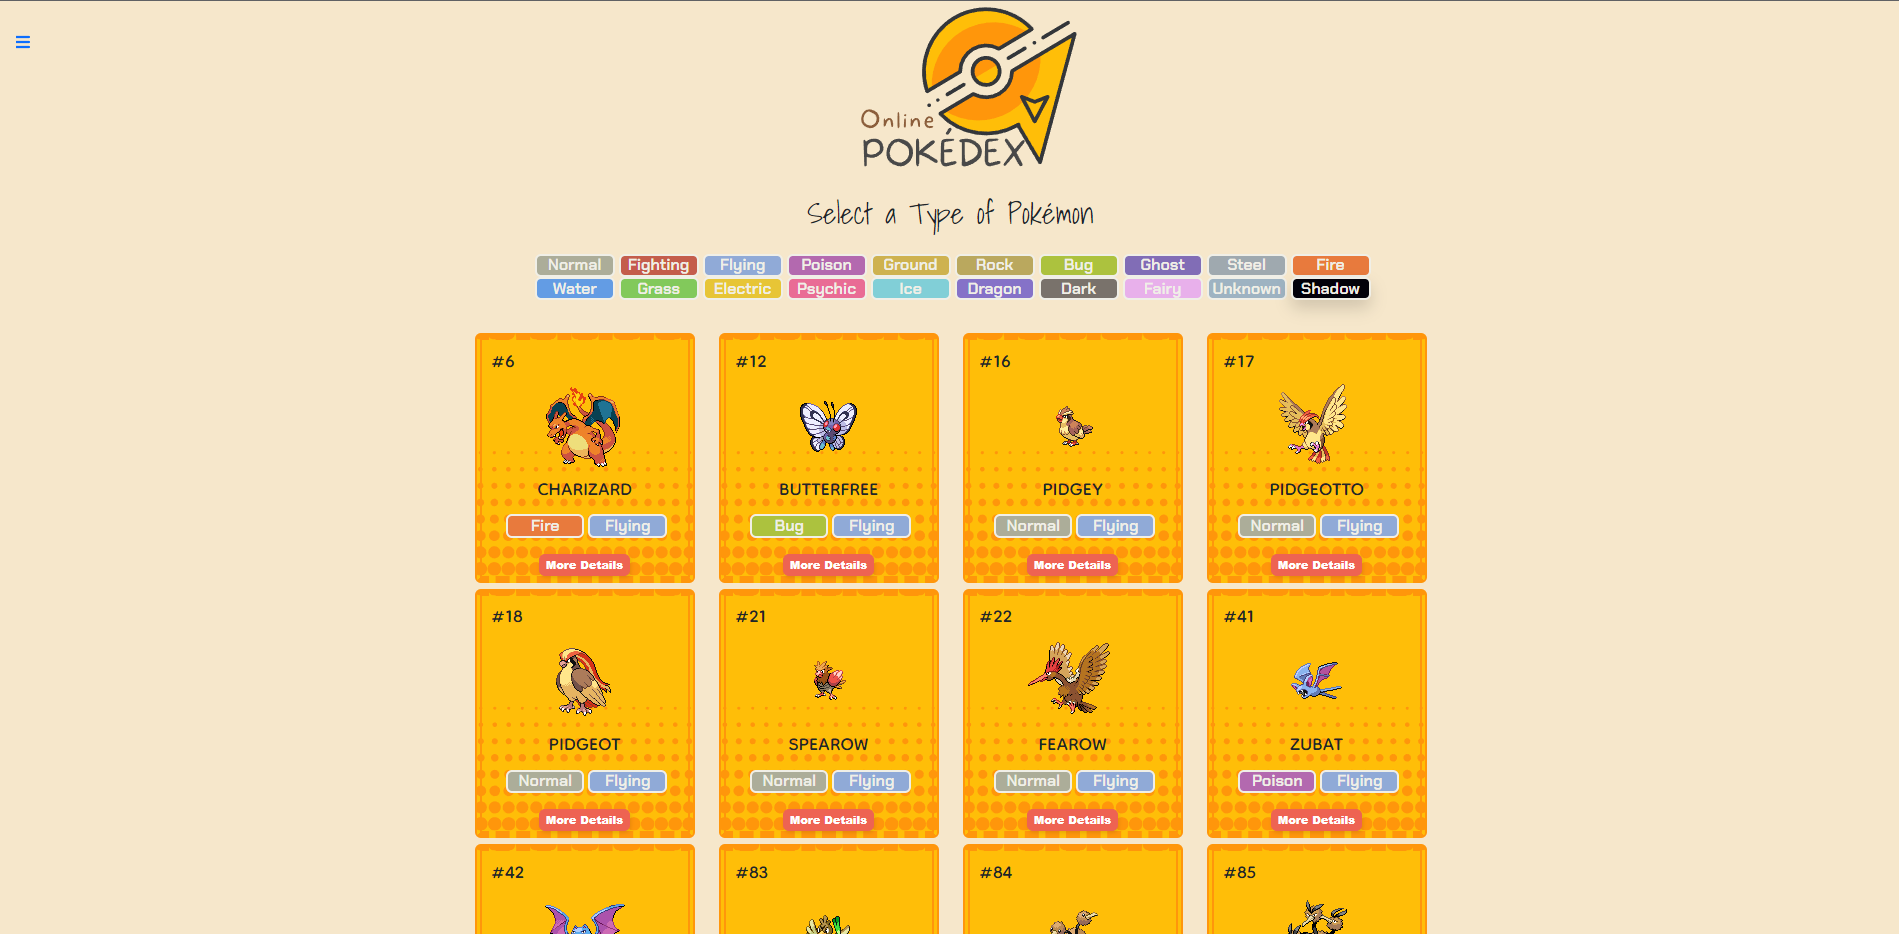 Online
POKÉDEX
Select a Type of Pokémon
Normal Fighting Flying Poison Ground Rock Bug Ghost Steel Fire
Water Grass Electric Psychic Ice Dragon Dark Fairy Unknown Shadow
#6 #12 #16 #17
CHARIZARD BUTTERFREE PIDGEY PIDGEOTTO
Fire Flying Bug Flying Normal Flying Normal Flying
More Details More Details More Details More Details
#18 #21 #22 #41
PIDGEOT SPEAROW FEAROW ZUBAT
Normal Flying Normal Flying Normal Flying Poison Flying
More Details More Details More Details More Details
#42 #83 #84 #85